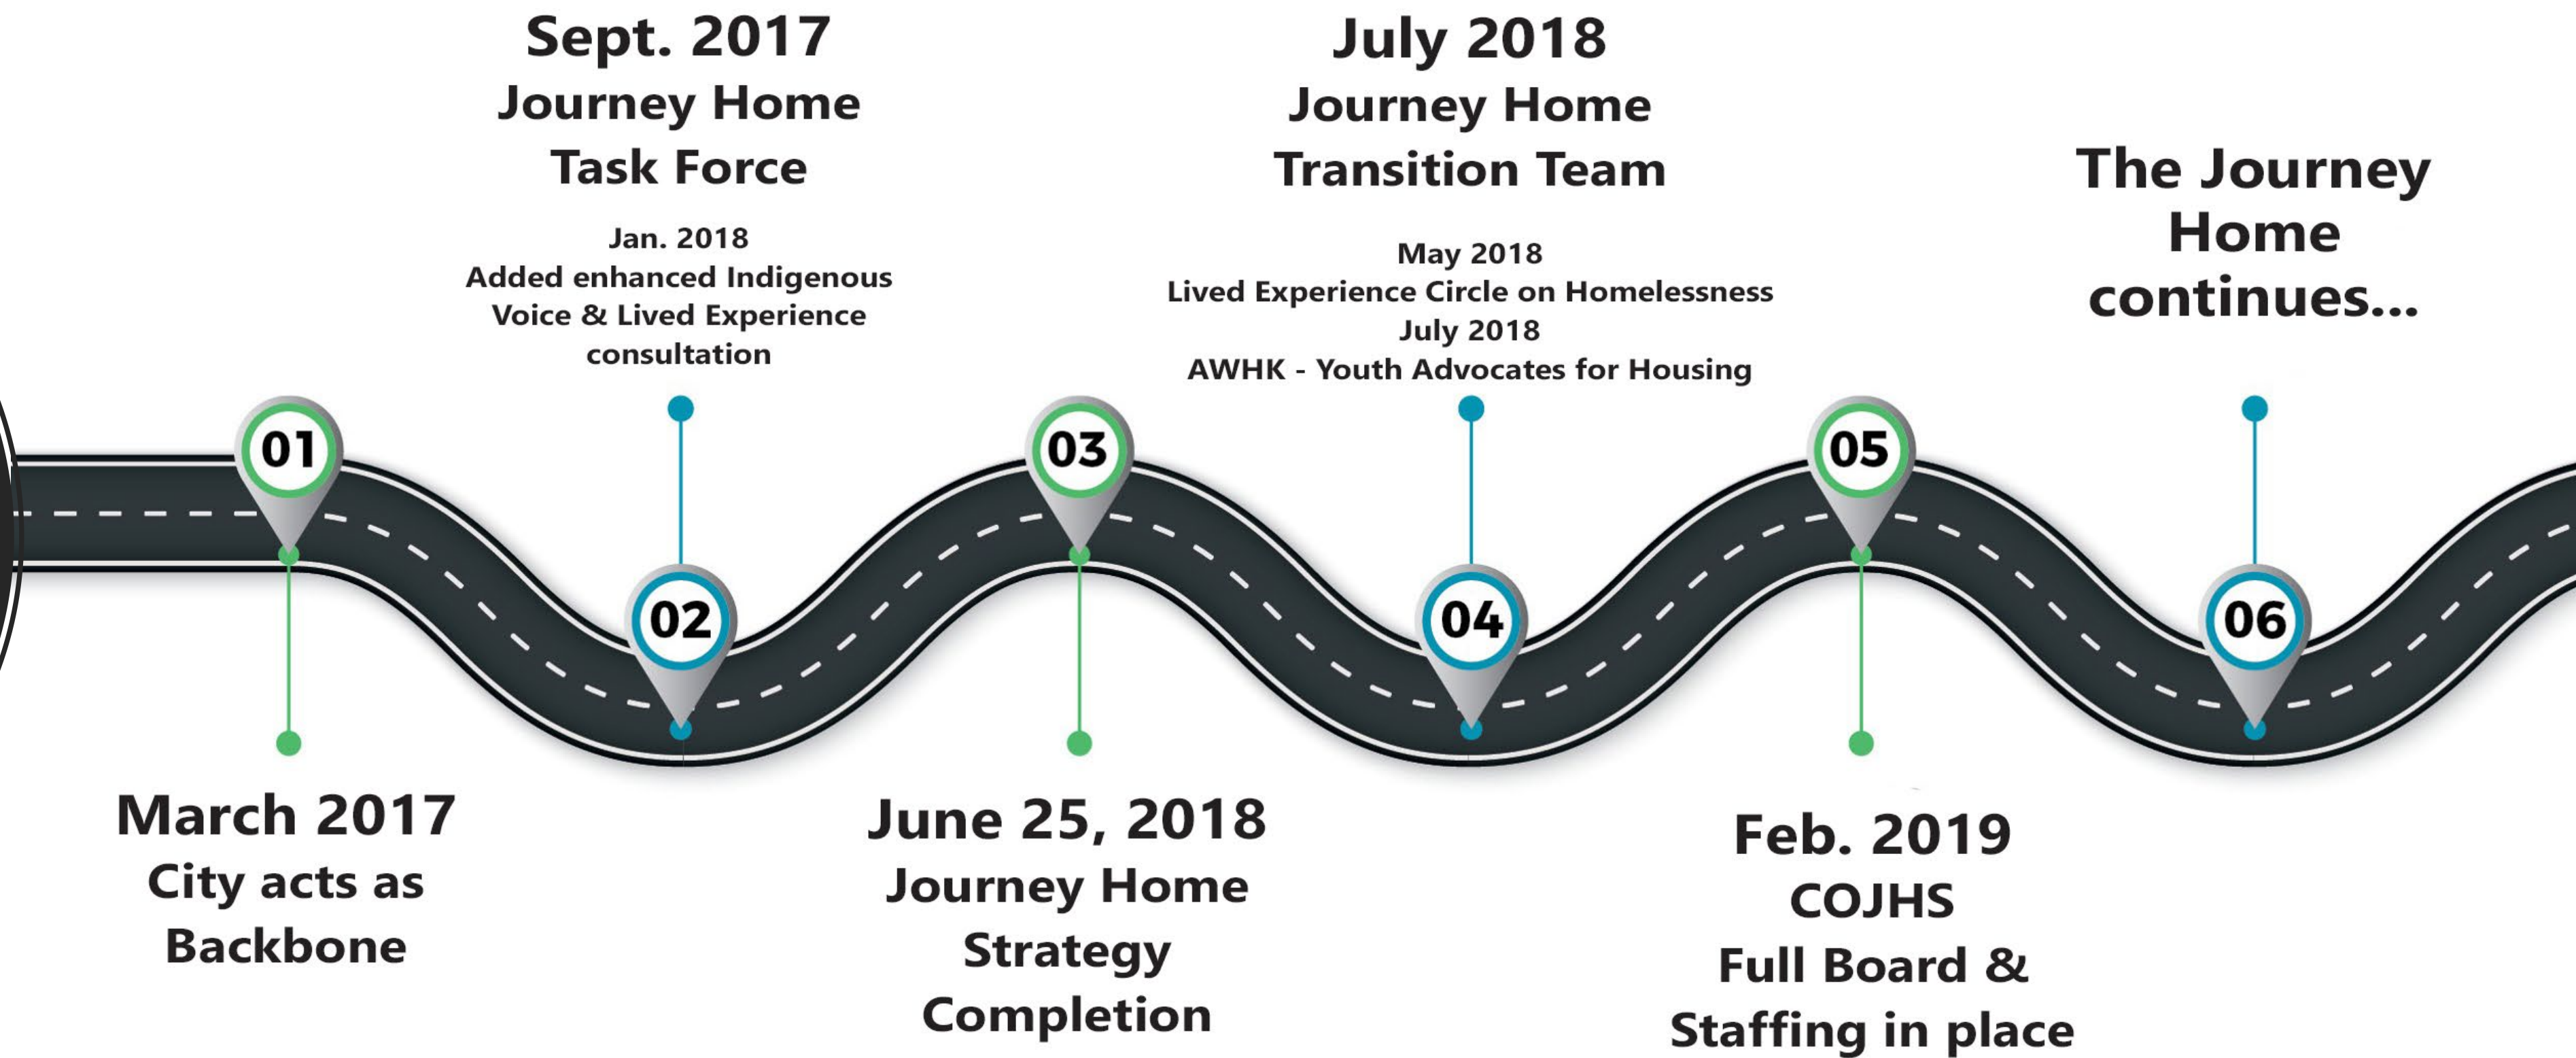 Sept. 2017
Journey Home
Task Force
Jan. 2018
Added enhanced Indigenous
Voice & Lived Experience
consultation
July 2018
Journey Home
Transition Team
May 2018
Lived Experience Circle on Homelessness
July 2018
AWHK - Youth Advocates for Housing
The Journey
Home
continues...
01
03
05
02
04
06
March 2017
City acts as
Backbone
June 25, 2018
Journey Home
Strategy
Completion
Feb. 2019
COJHS
Full Board &
Staffing in place